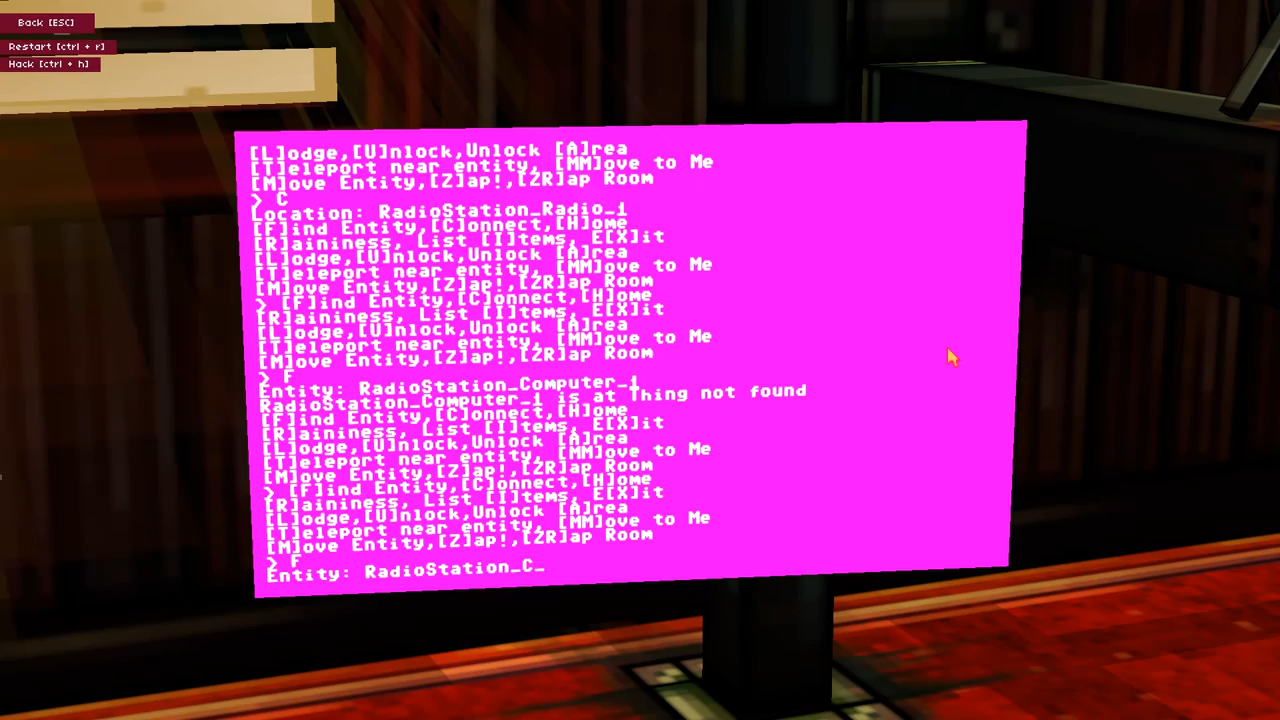 Back [ESC]
Restart [ctrl + r]
Hack [ctrl + h]
[L]odge,[U]nlock,Unlock [A]rea
[T]eleport near entity, [MM]ove to Me
[M]ove Entity,[Z]ap!,[ZR]ap Room
> C
Location: RadioStation_Radio_1
[F]ind Entity,[C]onnect,[H]ome
[R]aininess, List [I]tems, E[X]it
[L]odge,[U]nlock,Unlock [A]rea
[T]eleport near entity, [MM]ove to Me
[M]ove Entity,[Z]ap!,[ZR]ap Room
> [F]ind Entity,[C]onnect,[H]ome
[R]aininess, List [I]tems, E[X]it
[L]odge,[U]nlock,Unlock [A]rea
[T]eleport near entity, [MM]ove to Me
[M]ove Entity,[Z]ap!,[ZR]ap Room
> F
Entity: RadioStation_Computer_1
RadioStation_Computer_1 is at Thing not found
[F]ind Entity,[C]onnect,[H]ome
[R]aininess, List [I]tems, E[X]it
[L]odge,[U]nlock,Unlock [A]rea
[T]eleport near entity, [MM]ove to Me
[M]ove Entity,[Z]ap!,[ZR]ap Room
> [F]ind Entity,[C]onnect,[H]ome
[R]aininess, List [I]tems, E[X]it
[L]odge,[U]nlock,Unlock [A]rea
[T]eleport near entity, [MM]ove to Me
[M]ove Entity,[Z]ap!,[ZR]ap Room
> F
Entity: RadioStation_C_